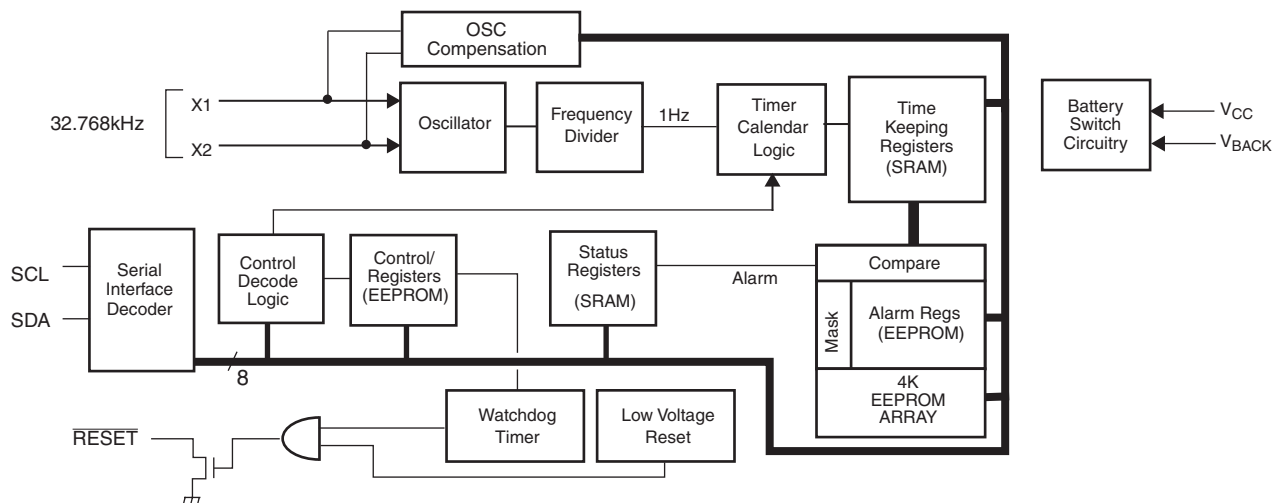 OSC
Compensation
32.768kHz
X1
X2
Oscillator
Frequency
Divider
1Hz
Timer
Calendar
Logic
Time
Keeping
Registers
(SRAM)
Battery
Switch
Circuitry
VCC
VBACK
SCL
SDA
Serial
Interface
Decoder
Control
Decode
Logic
Control/
Registers
(EEPROM)
Status
Registers
(SRAM)
Alarm
Compare
Mask
Alarm Regs
(EEPROM)
4K
EEPROM
ARRAY
8
Watchdog
Timer
Low Voltage
Reset
RESET